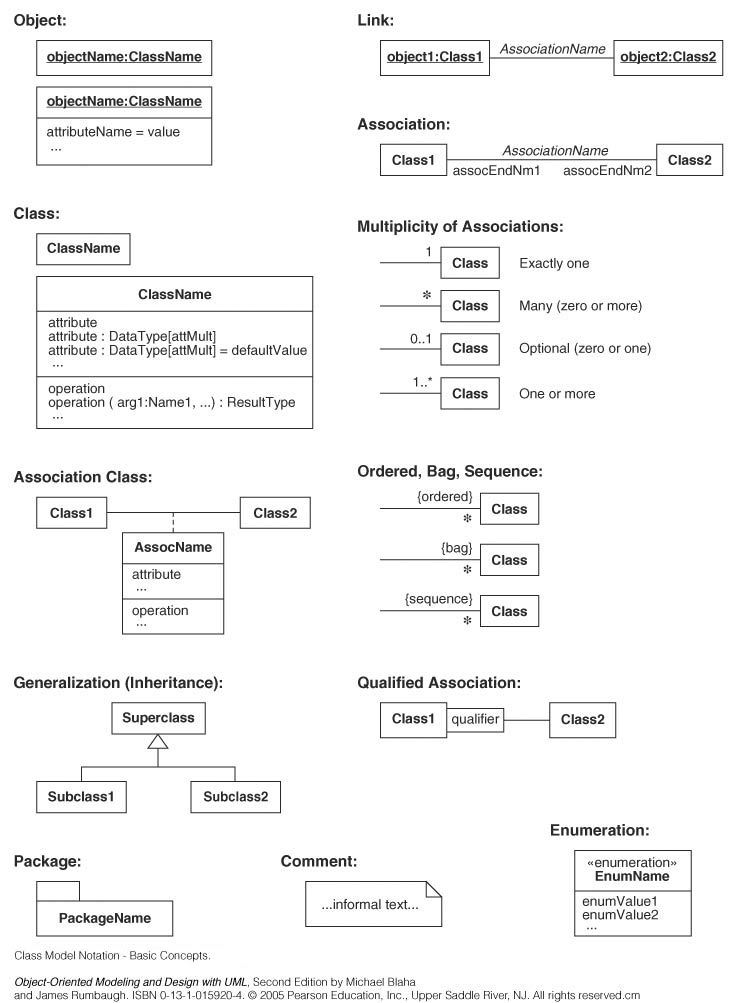 Object:
objectName:ClassName
objectName:ClassName
attributeName = value
...
Link:
object1:Class1 AssociationName object2:Class2
Association:
Class1 AssociationName Class2
assocEndNm1 assocEndNm2
Class:
ClassName
ClassName
attribute
attribute : DataType[attMult]
attribute : DataType[attMult] = defaultValue
...
operation
operation ( arg1:Name1, ...) : ResultType
...
Multiplicity of Associations:
1 Class Exactly one
* Class Many (zero or more)
0..1 Class Optional (zero or one)
1..* Class One or more
Association Class:
Class1 Class2
AssocName
attribute
...
operation
...
Ordered, Bag, Sequence:
{ordered} * Class
{bag} * Class
{sequence} * Class
Generalization (Inheritance):
Superclass
Subclass1 Subclass2
Qualified Association:
Class1 qualifier Class2
Package:
PackageName
Comment:
...informal text...
Enumeration:
«enumeration»
EnumName
enumValue1
enumValue2
...
Class Model Notation - Basic Concepts.
Object-Oriented Modeling and Design with UML, Second Edition by Michael Blaha
and James Rumbaugh. ISBN 0-13-1-015920-4. © 2005 Pearson Education, Inc., Upper Saddle River, NJ. All rights reserved.cm